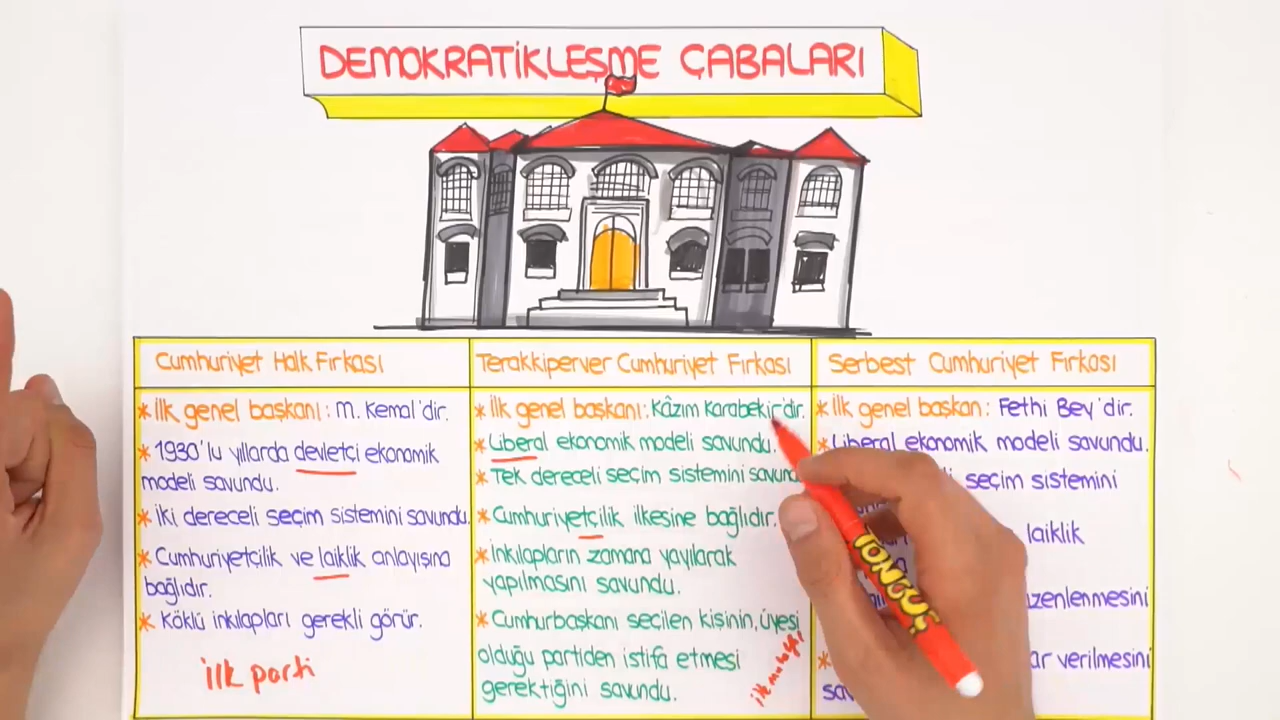 DEMOKRATİKLEŞME ÇABALARI
Cumhuriyet Halk Fırkası
* İlk genel başkanı: M. Kemal'dir.
* 1930'lu yıllarda devletçi ekonomik
modeli savundu.
* İki dereceli seçim sistemini savundu.
* Cumhuriyetçilik ve laiklik anlayışına
bağlıdır.
* Köklü inkılapları gerekli görür.
ilk parti
Terakkiperver Cumhuriyet Fırkası
* İlk genel başkanı: Kâzım Karabekir'dir.
* Liberal ekonomik modeli savundu.
* Tek dereceli seçim sistemini
* Cumhuriyetçilik ilkesine bağlıdır.
* İnkılapların zamana yayılarak
yapılmasını savundu.
* Cumhurbaşkanı seçilen kişinin, üyesi
olduğu partiden istifa etmesi
gerektiğini savundu.
ilk
Serbest Cumhuriyet Fırkası
* İlk genel başkan: Fethi Bey'dir.
* Liberal ekonomik modeli savundu.
seçim sistemini
laiklik
verilmesini
TONGUÇ